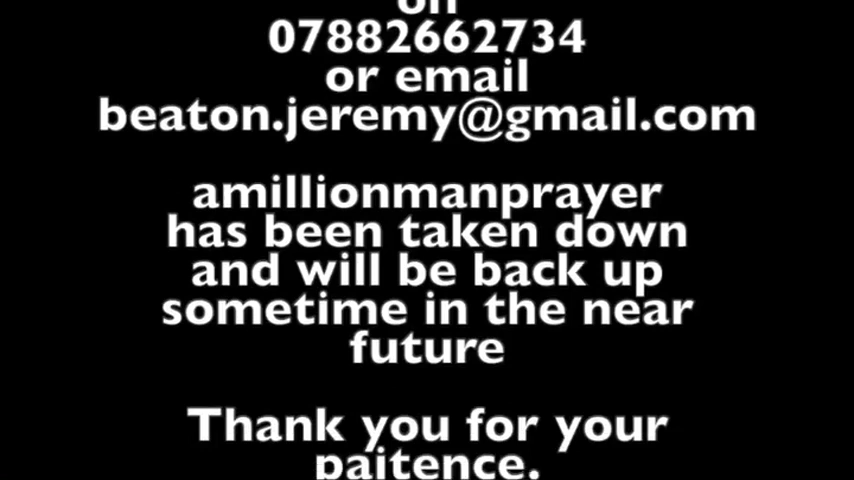 on
07882662734
or email
beaton.jeremy@gmail.com
amillionmanprayer
has been taken down
and will be back up
sometime in the near
future
Thank you for your
paitence.